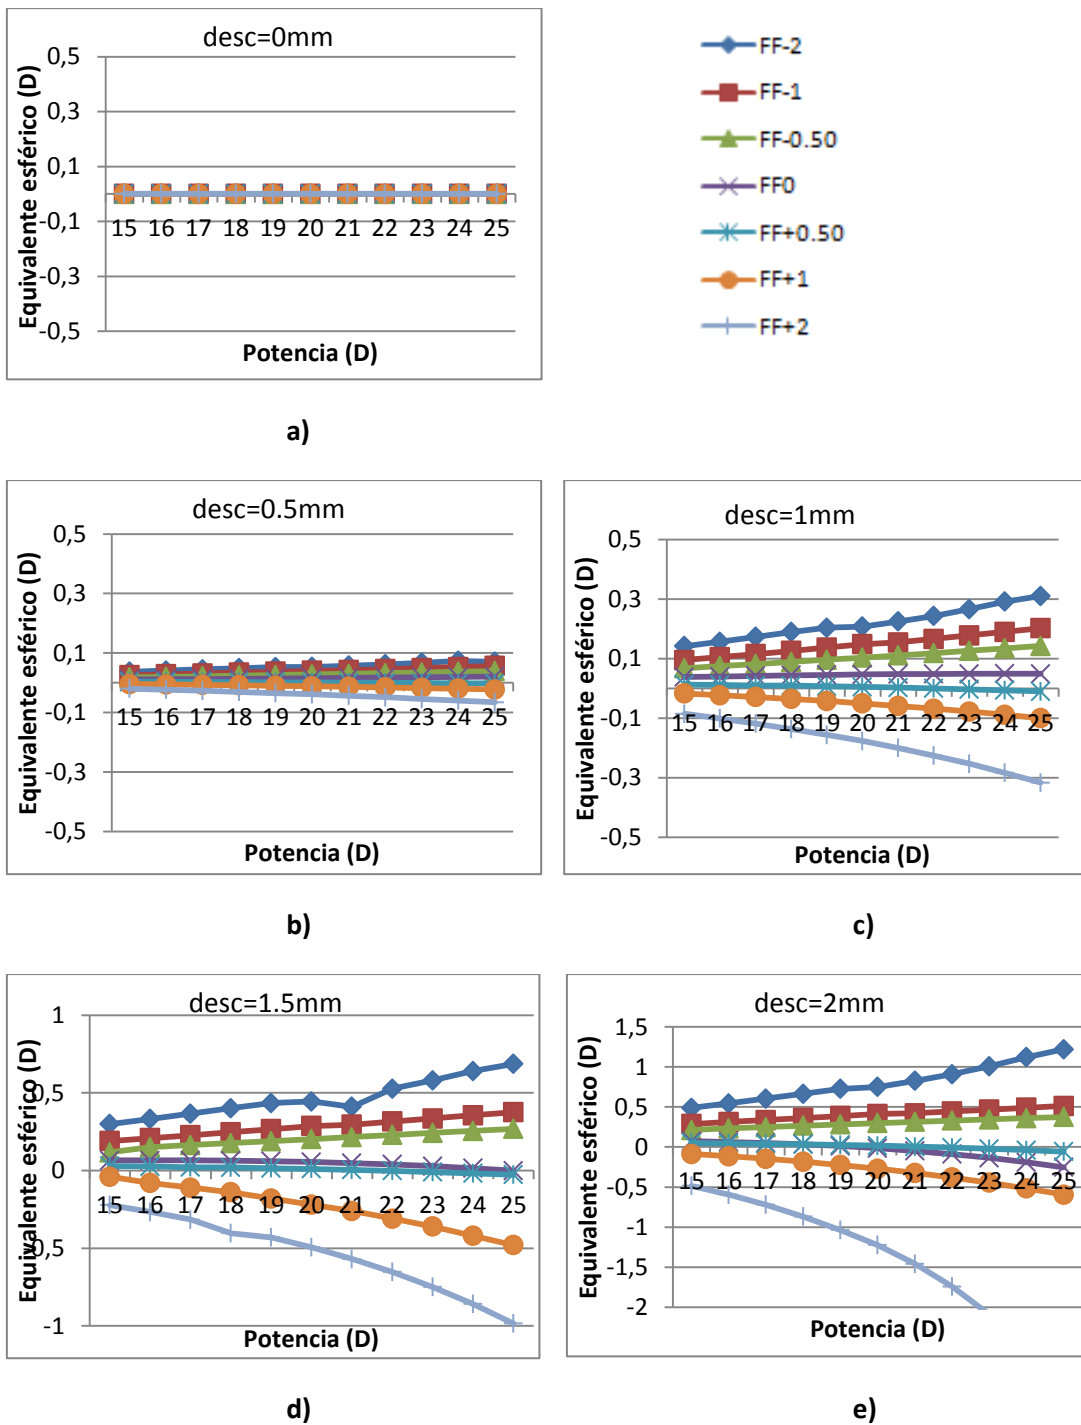 desc=0mm
Equivalente esférico (D)
0,5
0,3
0,1
-0,1
-0,3
-0,5
15 16 17 18 19 20 21 22 23 24 25
Potencia (D)
a)
FF-2
FF-1
FF-0.50
FF0
FF+0.50
FF+1
FF+2
desc=0.5mm
Equivalente esférico (D)
0,5
0,3
0,1
-0,1
-0,3
-0,5
15 16 17 18 19 20 21 22 23 24 25
Potencia (D)
b)
desc=1mm
Equivalente esférico (D)
0,5
0,3
0,1
-0,1
-0,3
-0,5
15 16 17 18 19 20 21 22 23 24 25
Potencia (D)
c)
desc=1.5mm
Equivalente esférico (D)
1
0,5
0
-0,5
-1
15 16 17 18 19 20 21 22 23 24 25
Potencia (D)
d)
desc=2mm
Equivalente esférico (D)
1,5
1
0,5
0
-0,5
-1
-1,5
-2
15 16 17 18 19 20 21 22 23 24 25
Potencia (D)
e)